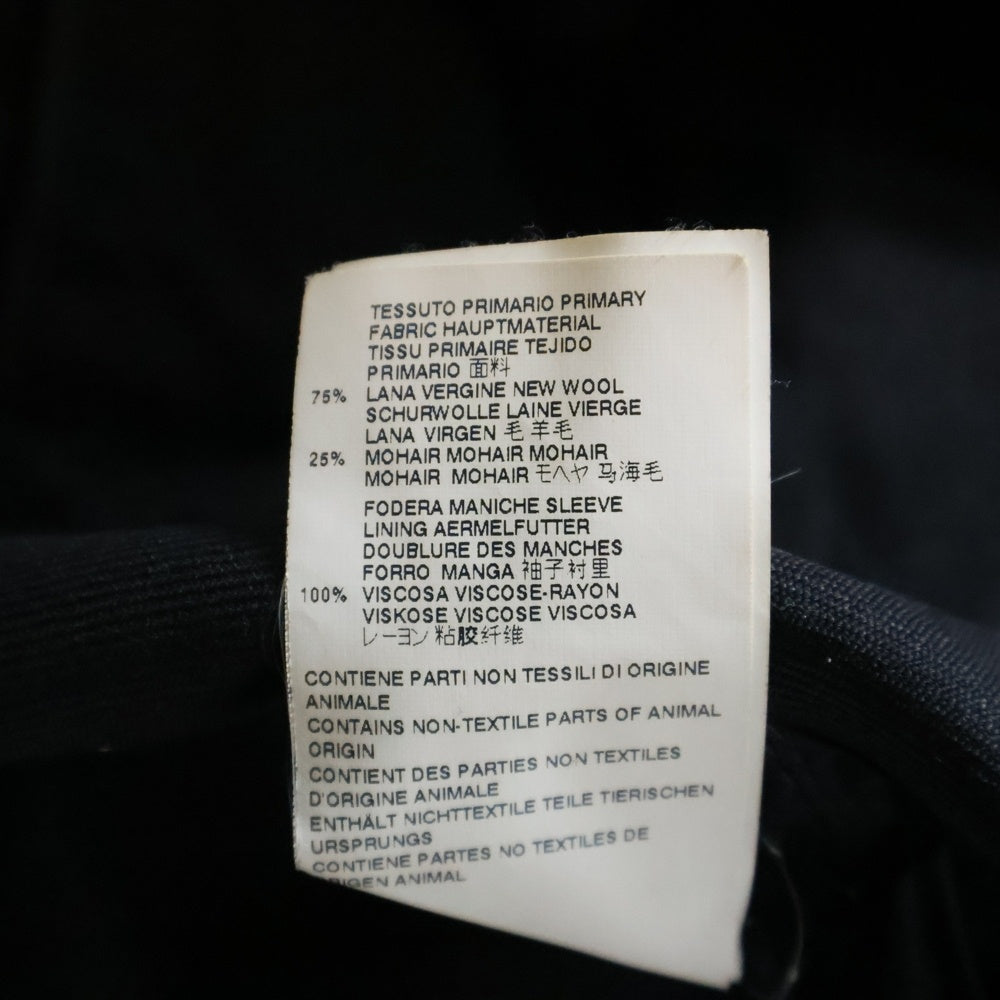 TESSUTO PRIMARIO PRIMARY
FABRIC HAUPTMATERIAL
TISSU PRIMAIRE TEJIDO
PRIMARIO 面料
75% LANA VERGINE NEW WOOL
SCHURWOLLE LAINE VIERGE
LANA VIRGEN 毛 羊毛
25% MOHAIR MOHAIR MOHAIR
MOHAIR MOHAIR モヘヤ 马海毛
FODERA MANICHE SLEEVE
LINING AERMELFUTTER
DOUBLURE DES MANCHES
FORRO MANGA 袖子衬里
100% VISCOSA VISCOSE-RAYON
VISKOSE VISCOSE VISCOSA
レーヨン 粘胶纤维
CONTIENE PARTI NON TESSILI DI ORIGINE
ANIMALE
CONTAINS NON-TEXTILE PARTS OF ANIMAL
ORIGIN
CONTIENT DES PARTIES NON TEXTILES
D'ORIGINE ANIMALE
ENTHÄLT NICHTTEXTILE TEILE TIERISCHEN
URSPRUNGS
CONTIENE PARTES NO TEXTILES DE
ORIGEN ANIMAL